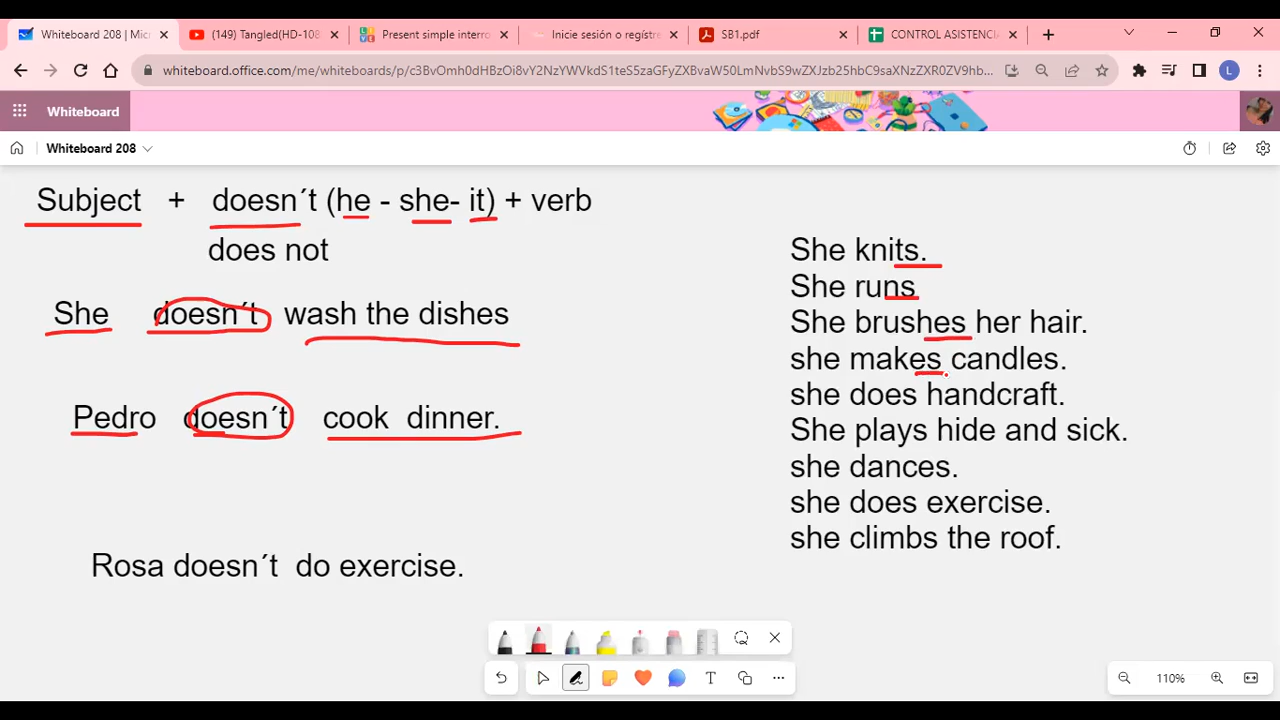 Whiteboard 208 | Mic
(149) Tangled(HD-108
Present simple interro
Inicie sesión o regístre
SB1.pdf
CONTROL ASISTENCIA
whiteboard.office.com/me/whiteboards/p/c3BvOmh0dHBzOi8vY2NzYWVkdS1teS5zaGFyZXBvaW50LmNvbS9wZXJzb25hbC9saXNzZXR0ZV9hb...
L
Whiteboard
Whiteboard 208
Subject + doesn´t (he - she- it) + verb
does not
She doesn´t wash the dishes
Pedro doesn´t cook dinner.
Rosa doesn´t do exercise.
She knits.
She runs
She brushes her hair.
she makes candles.
she does handcraft.
She plays hide and sick.
she dances.
she does exercise.
she climbs the roof.
110%